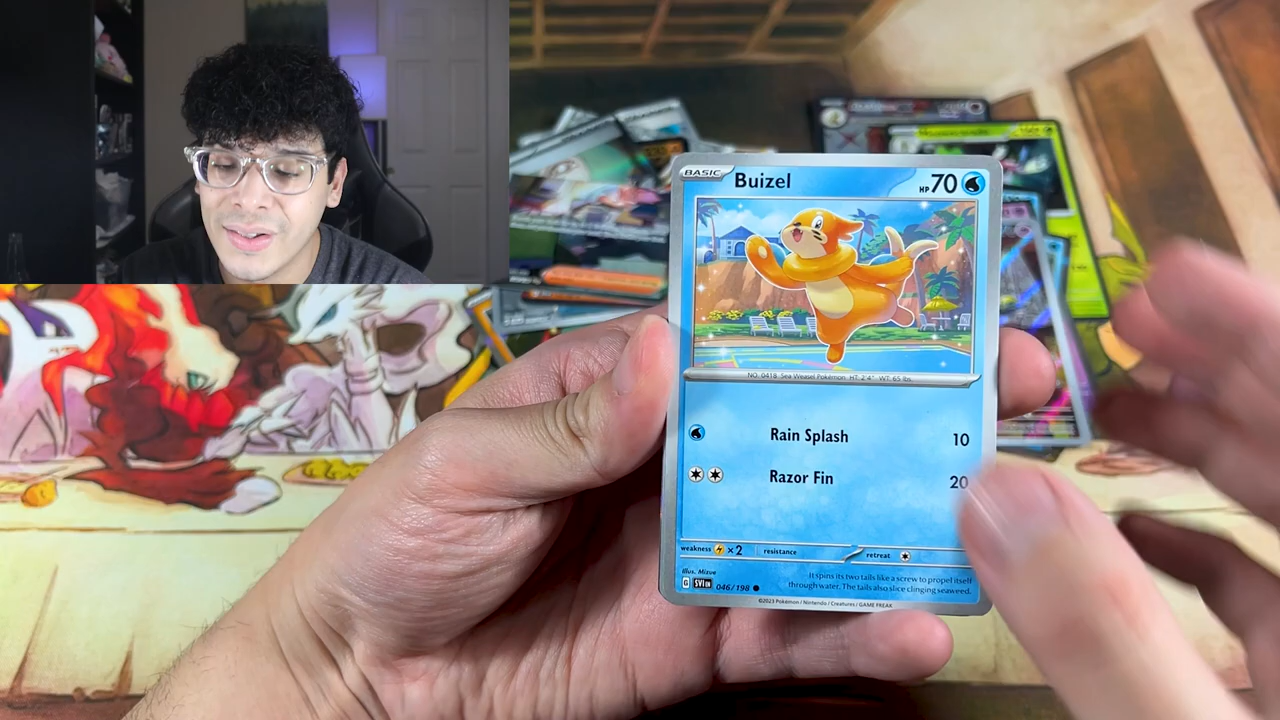 BASIC Buizel HP 70
NO. 0418 Sea Weasel Pokémon HT: 2'4" WT: 65 lbs.
Rain Splash 10
Razor Fin 20
weakness ×2 resistance retreat
Illus. Mizue
It spins its two tails like a screw to propel itself
through water. The tails also slice clinging seaweed.
G SVI EN 046/198
©2023 Pokémon / Nintendo / Creatures / GAME FREAK